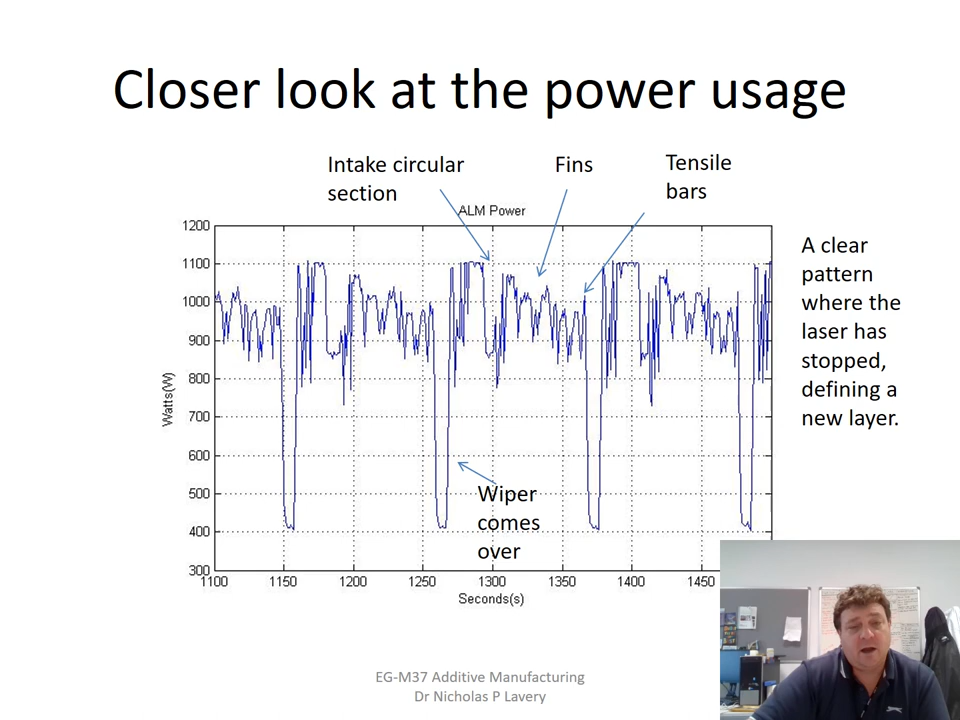 Closer look at the power usage
Intake circular
section
Fins
Tensile
bars
ALM Power
1200
1100
1000
900
800
700
600
500
400
300
Watts(W)
1100
1150
1200
1250
1300
1350
1400
1450
Seconds(s)
Wiper
comes
over
A clear
pattern
where the
laser has
stopped,
defining a
new layer.
EG-M37 Additive Manufacturing
Dr Nicholas P Lavery